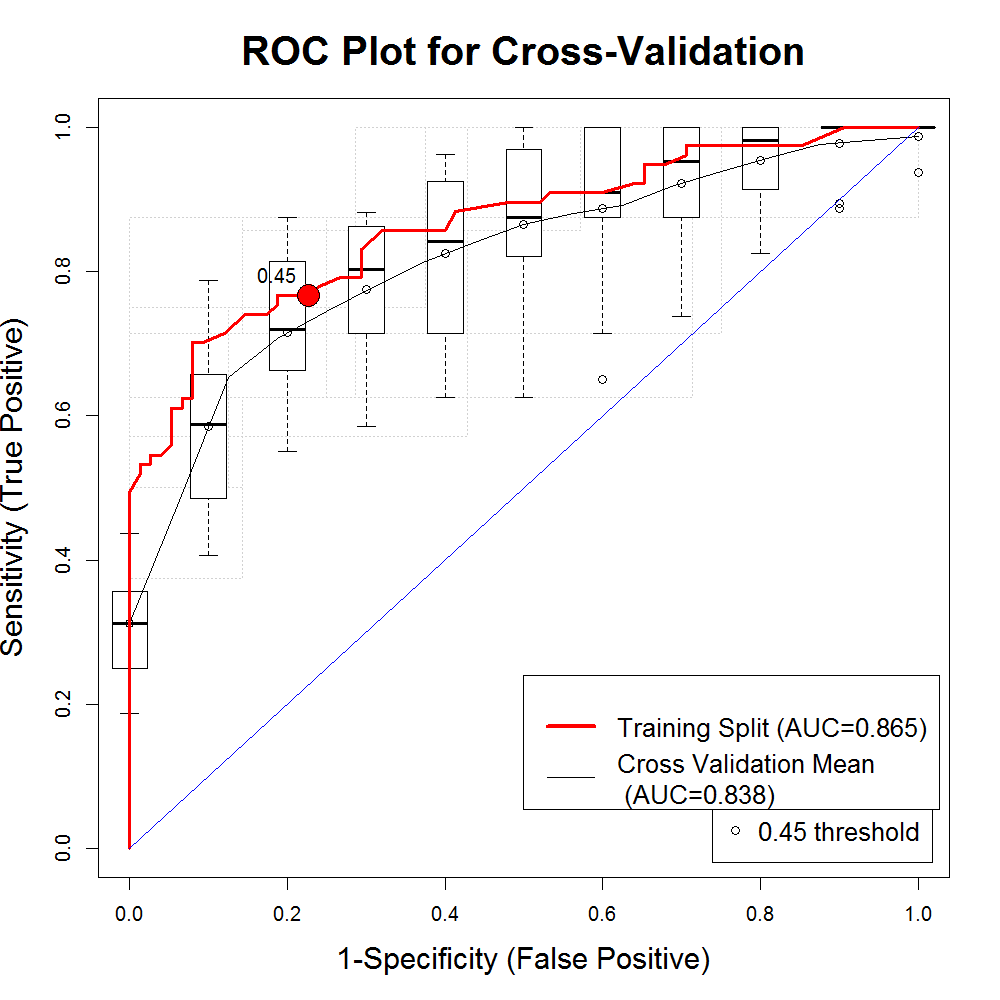 ROC Plot for Cross-Validation
Sensitivity (True Positive)
1.0
0.8
0.6
0.4
0.2
0.0
0.45
Training Split (AUC=0.865)
Cross Validation Mean
(AUC=0.838)
0.45 threshold
0.0 0.2 0.4 0.6 0.8 1.0
1-Specificity (False Positive)